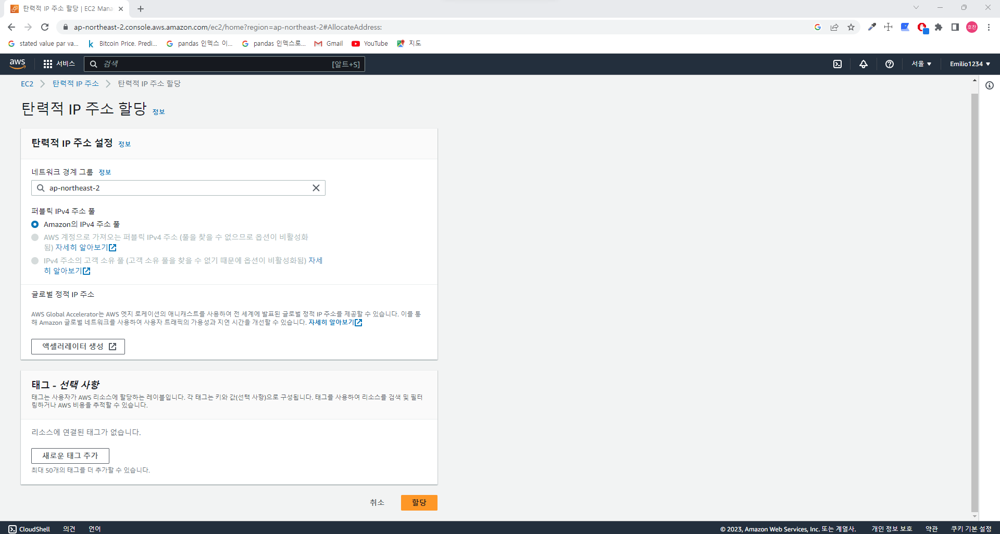 탄력적 IP 주소 할당 | EC2 Mana
ap-northeast-2.console.aws.amazon.com/ec2/home?region=ap-northeast-2#AllocateAddress:
호찬
stated value par va...
Bitcoin Price. Predi...
pandas 인덱스 이...
pandas 인덱스로...
Gmail
YouTube
지도
aws
서비스
검색
[알트+S]
서울
Emilio1234
EC2
탄력적 IP 주소
탄력적 IP 주소 할당
탄력적 IP 주소 할당 정보
탄력적 IP 주소 설정 정보
네트워크 경계 그룹 정보
ap-northeast-2
퍼블릭 IPv4 주소 풀
Amazon의 IPv4 주소 풀
AWS 계정으로 가져오는 퍼블릭 IPv4 주소 (풀을 찾을 수 없으므로 옵션이 비활성화
됨) 자세히 알아보기
IPv4 주소의 고객 소유 풀 (고객 소유 풀을 찾을 수 없기 때문에 옵션이 비활성화됨) 자세
히 알아보기
글로벌 정적 IP 주소
AWS Global Accelerator는 AWS 엣지 로케이션의 애니캐스트를 사용하여 전 세계에 발표된 글로벌 정적 IP 주소를 제공할 수 있습니다. 이를 통
해 Amazon 글로벌 네트워크를 사용하여 사용자 트래픽의 가용성과 지연 시간을 개선할 수 있습니다. 자세히 알아보기
액셀러레이터 생성
태그 - 선택 사항
태그는 사용자가 AWS 리소스에 할당하는 레이블입니다. 각 태그는 키와 값(선택 사항)으로 구성됩니다. 태그를 사용하여 리소스를 검색 및 필터
링하거나 AWS 비용을 추적할 수 있습니다.
리소스에 연결된 태그가 없습니다.
새로운 태그 추가
최대 50개의 태그를 더 추가할 수 있습니다.
취소
할당
CloudShell
의견
언어
© 2023, Amazon Web Services, Inc. 또는 계열사.
개인 정보 보호
약관
쿠키 기본 설정